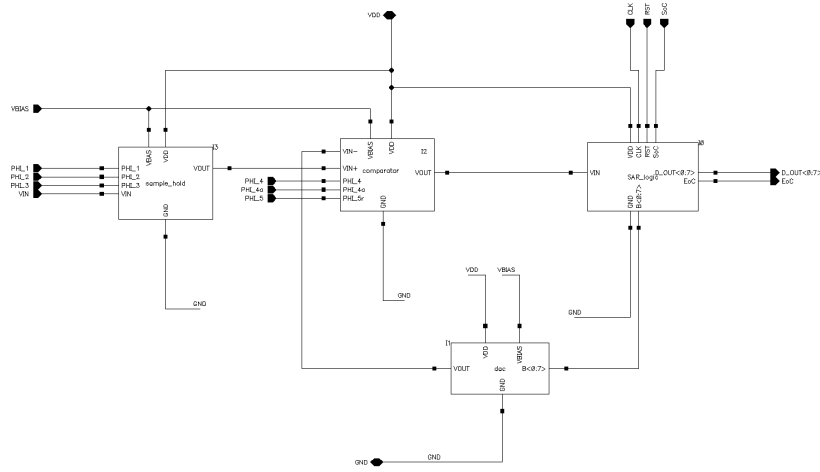 CLK
RST
SoC
VDD
VBIAS
I3
VBIAS
VDD
PHI_1
PHI_2
PHI_3
VIN
PHI_1
PHI_2
PHI_3
VIN
VOUT
sample_hold
GND
GND
VBIAS
VDD
I2
VIN-
VIN+
PHI_4
PHI_4a
PHI_5
PHI_4
PHI_4a
PHI_5r
comparator
VOUT
GND
GND
I0
VDD
CLK
RST
SoC
VIN
SAR_logic
D_OUT<0:7>
EoC
D_OUT<0:7>
EoC
GND
B<0:7>
GND
VDD
VBIAS
I1
VDD
VBIAS
VOUT
dac
B<0:7>
GND
GND
GND